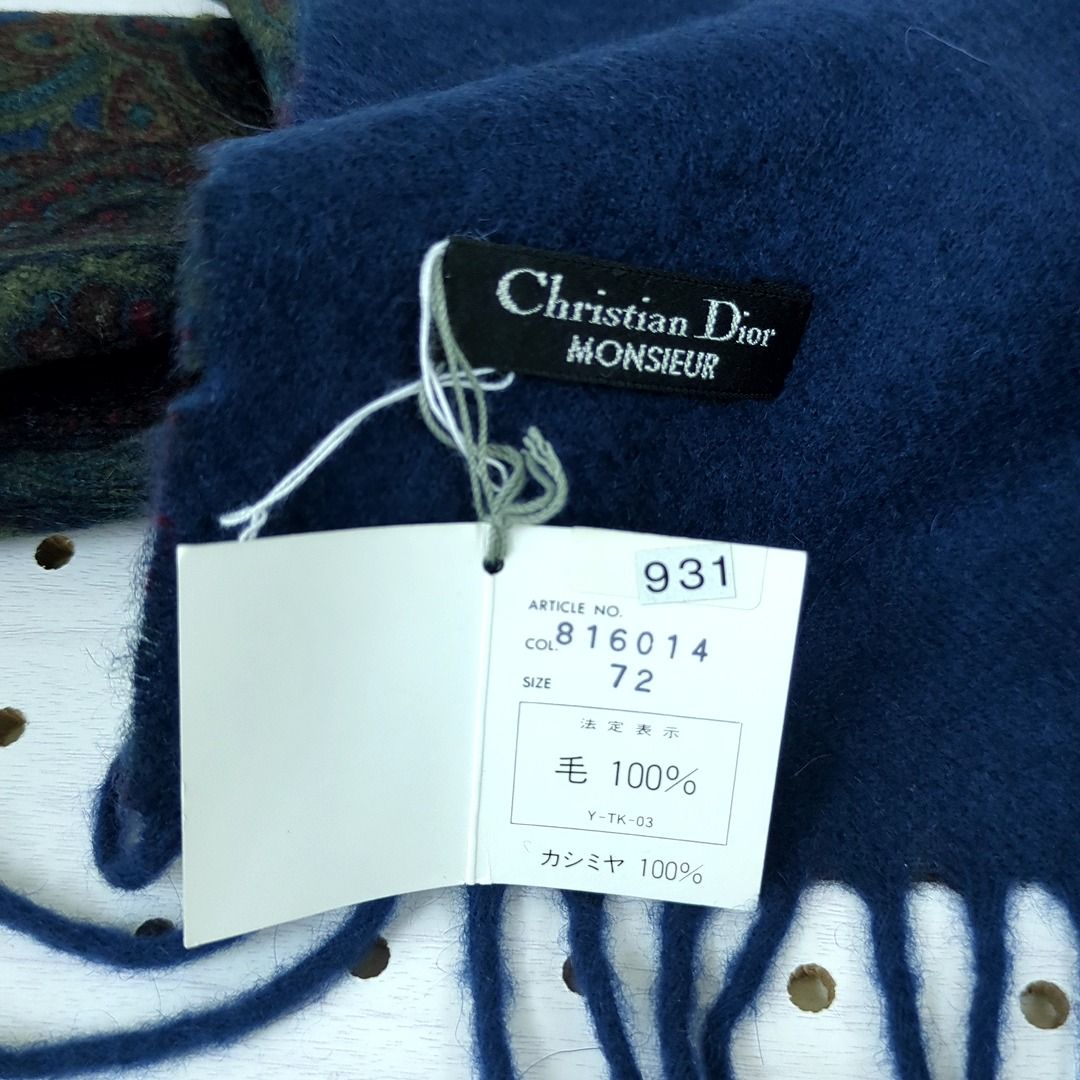 Christian Dior
MONSIEUR
931
ARTICLE NO.
816014
COL.
72
SIZE
法定表示
毛 100%
Y-TK-03
カシミヤ 100%